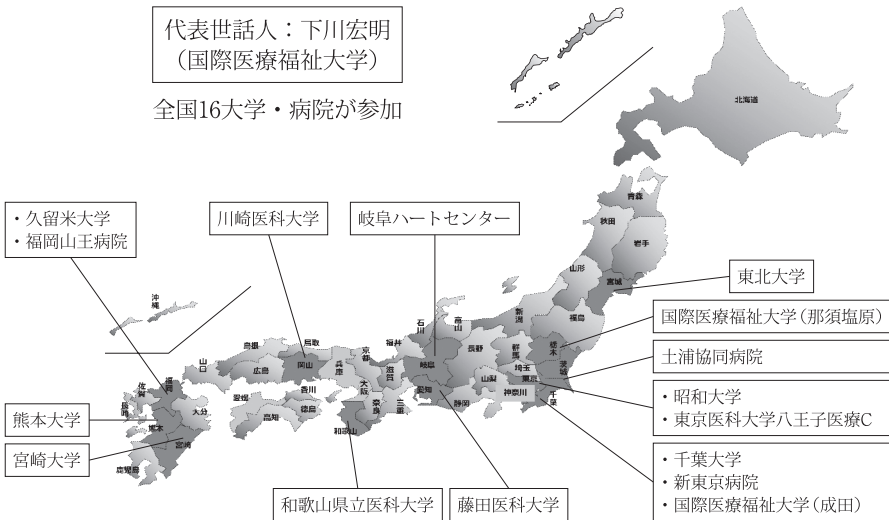 代表世話人：下川宏明
（国際医療福祉大学）
全国16大学・病院が参加
北海道
青森
秋田
岩手
山形
宮城
東北大学
・久留米大学
・福岡山王病院
川崎医科大学
岐阜ハートセンター
沖縄
新潟
福島
国際医療福祉大学（那須塩原）
石川
富山
栃木
群馬
長野
茨城
土浦協同病院
島根
鳥取
京都
福井
岐阜
埼玉
東京
山梨
神奈川
千葉
・昭和大学
・東京医科大学八王子医療C
山口
広島
岡山
兵庫
滋賀
愛知
静岡
大阪
奈良
三重
香川
徳島
愛媛
高知
和歌山
福岡
佐賀
長崎
大分
熊本
宮崎
鹿児島
熊本大学
宮崎大学
和歌山県立医科大学
藤田医科大学
・千葉大学
・新東京病院
・国際医療福祉大学（成田）